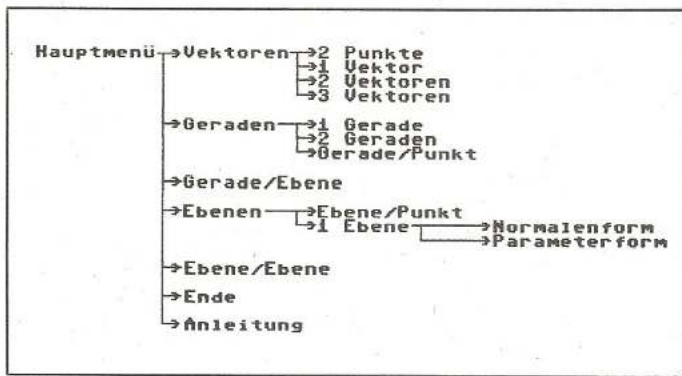 Hauptmenü→Vektoren→2 Punkte
→1 Vektor
→2 Vektoren
→3 Vektoren
→Geraden→1 Gerade
→2 Geraden
→Gerade/Punkt
→Gerade/Ebene
→Ebenen→Ebene/Punkt
→1 Ebene→Normalenform
→Parameterform
→Ebene/Ebene
→Ende
→Anleitung